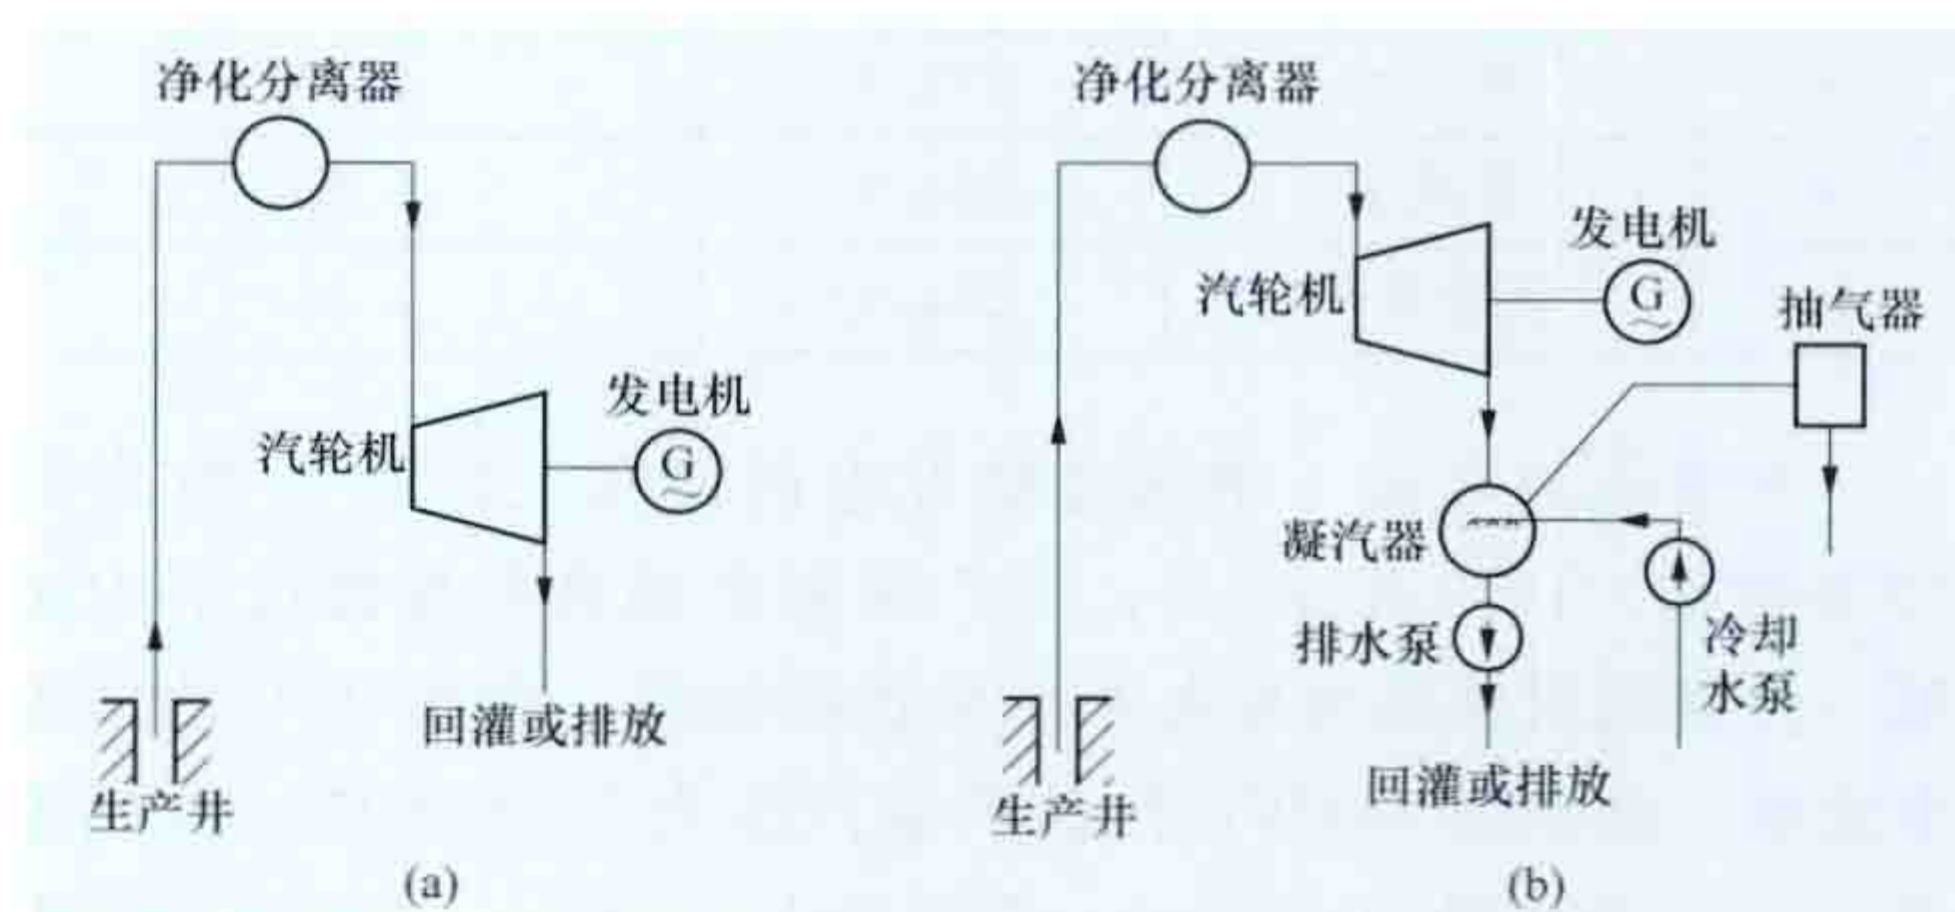 净化分离器
汽轮机
发电机
G
回灌或排放
生产井
(a)
净化分离器
汽轮机
发电机
G
抽气器
凝汽器
排水泵
冷却
水泵
回灌或排放
生产井
(b)